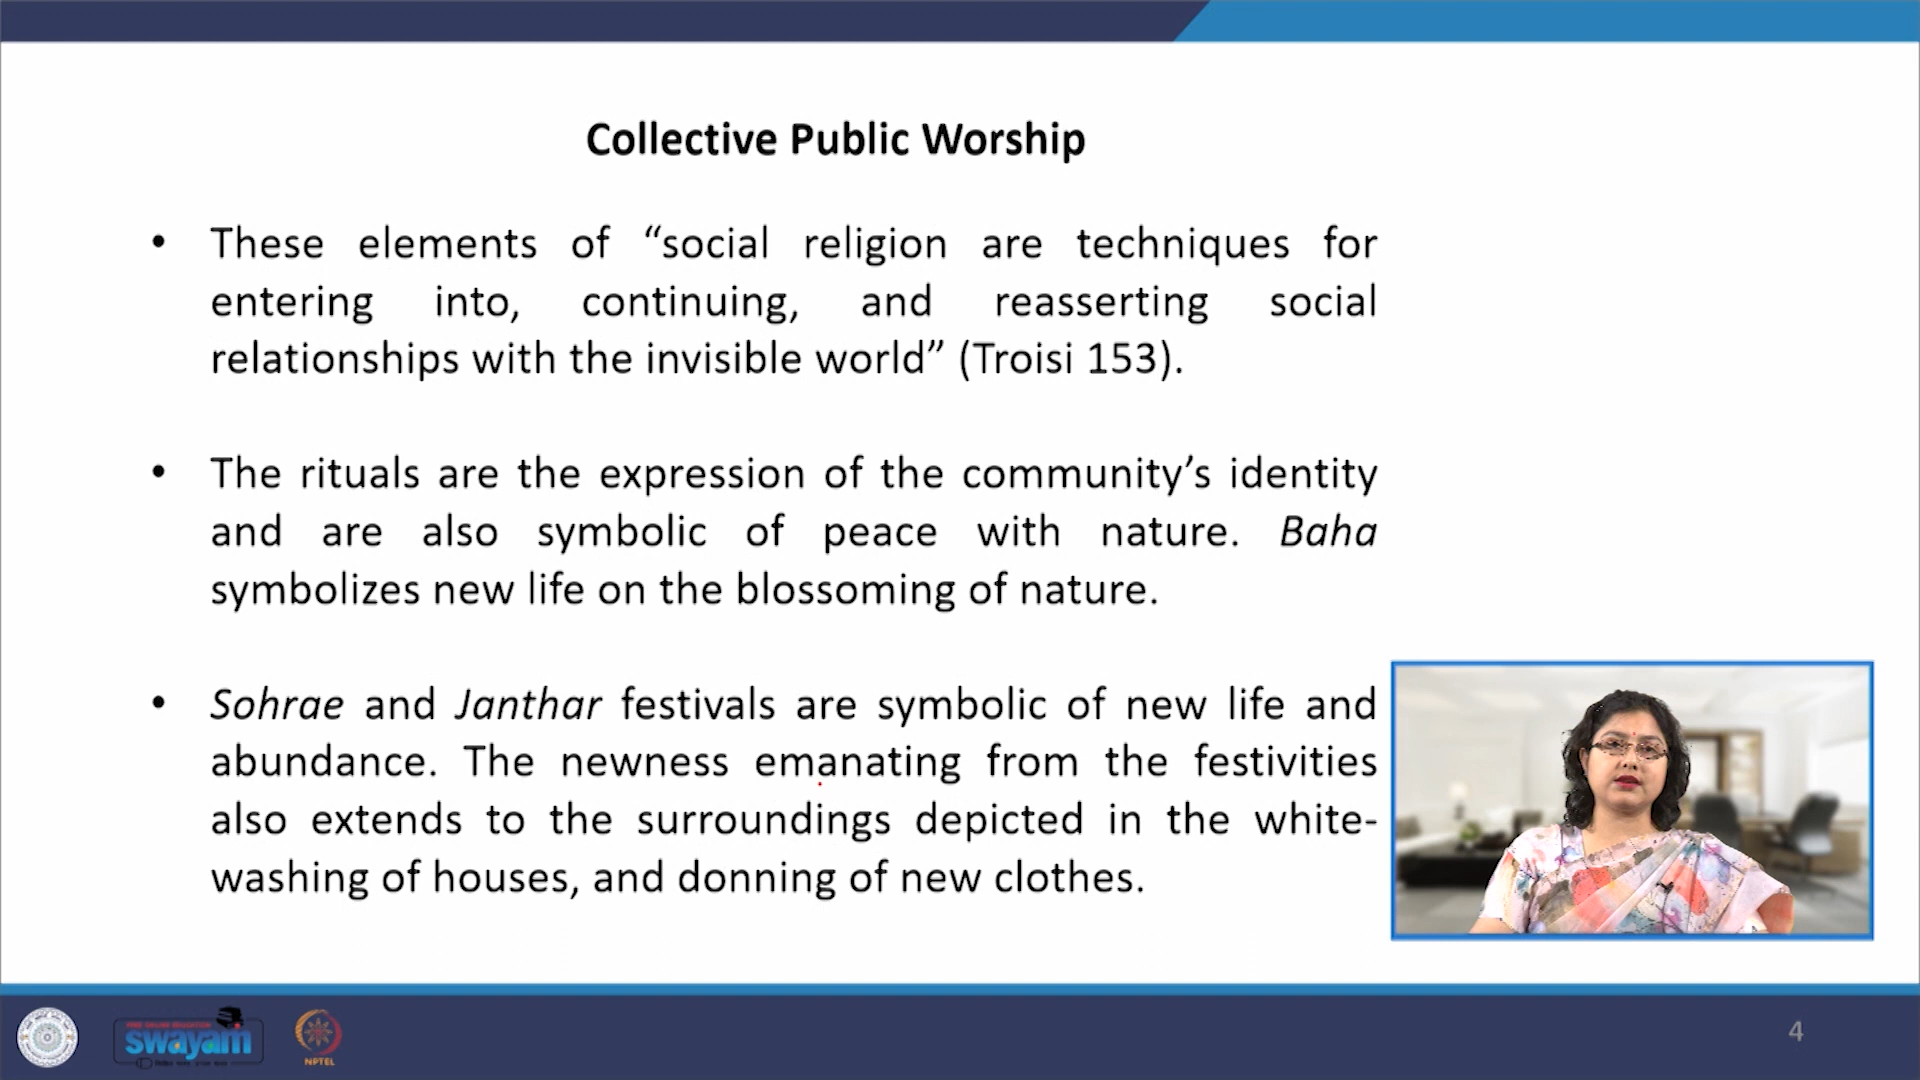 Collective Public Worship
• These elements of “social religion are techniques for
entering into, continuing, and reasserting social
relationships with the invisible world” (Troisi 153).
• The rituals are the expression of the community’s identity
and are also symbolic of peace with nature. Baha
symbolizes new life on the blossoming of nature.
• Sohrae and Janthar festivals are symbolic of new life and
abundance. The newness emanating from the festivities
also extends to the surroundings depicted in the white-
washing of houses, and donning of new clothes.
FREE ONLINE EDUCATION
swayam
NPTEL
4